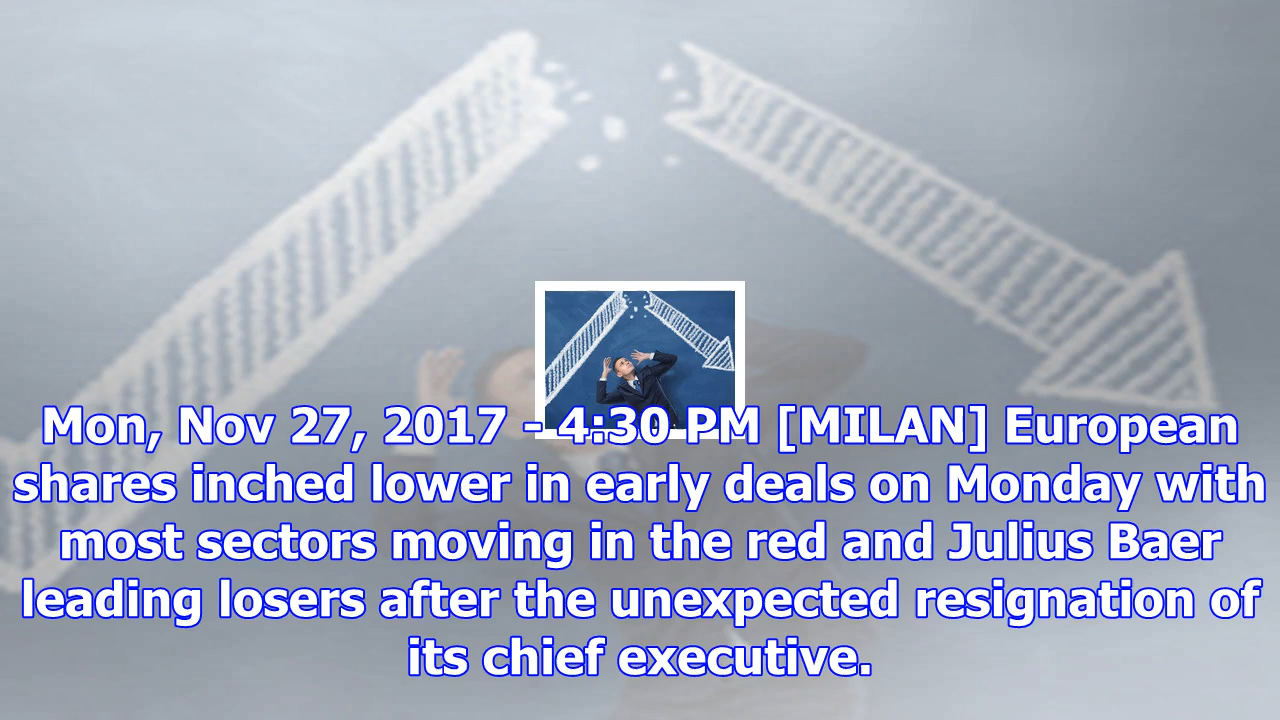 Mon, Nov 27, 2017 - 4:30 PM [MILAN] European
shares inched lower in early deals on Monday with
most sectors moving in the red and Julius Baer
leading losers after the unexpected resignation of
its chief executive.